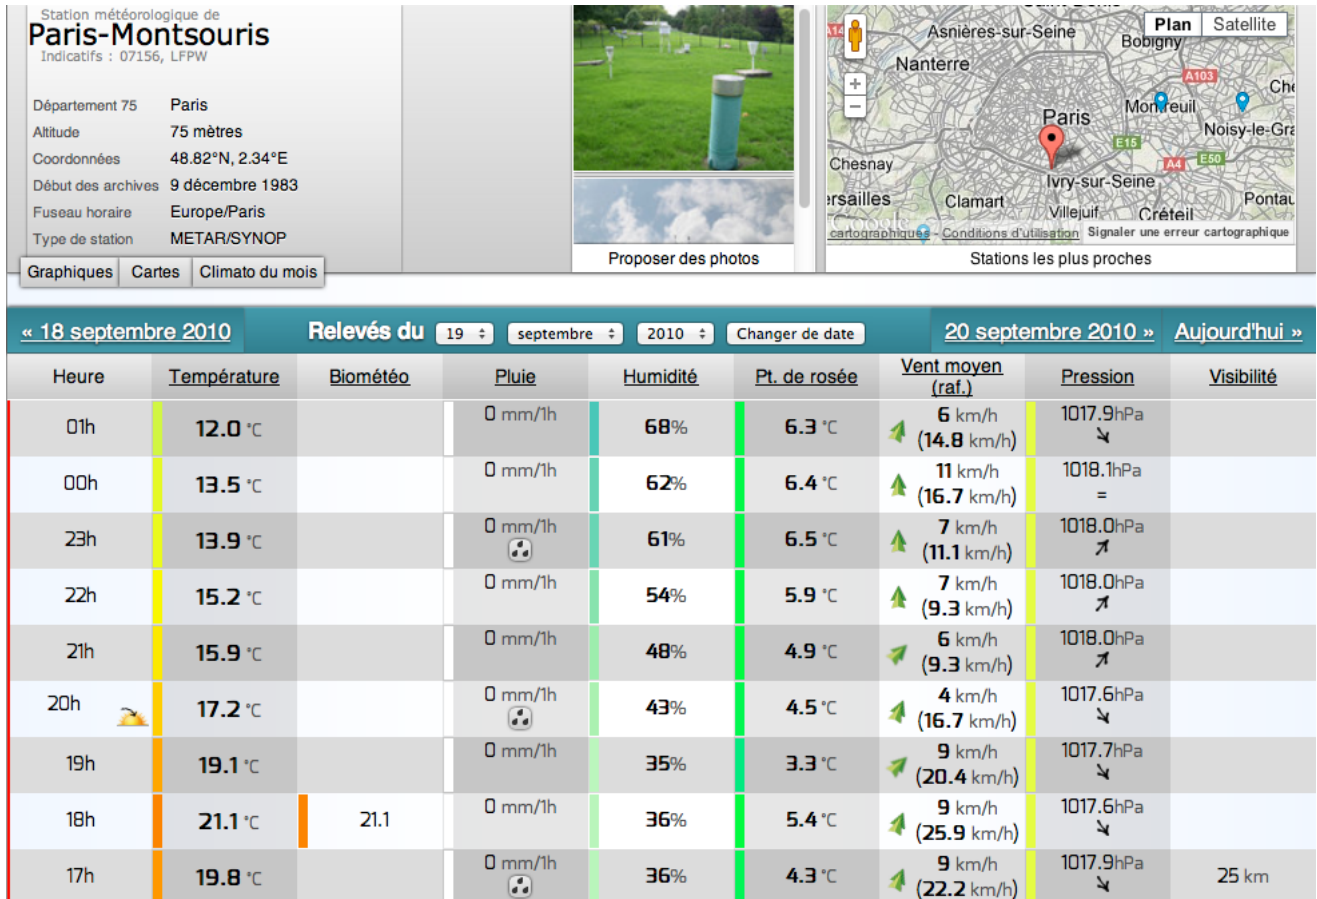 Station météorologique de
Paris-Montsouris
Indicatifs : 07156, LFPW
Département 75 Paris
Altitude 75 mètres
Coordonnées 48.82°N, 2.34°E
Début des archives 9 décembre 1983
Fuseau horaire Europe/Paris
Type de station METAR/SYNOP
Graphiques Cartes Climato du mois
Proposer des photos
Plan Satellite
A14 Asnières-sur-Seine Bobigny
Nanterre
A103
Montreuil
Paris
Noisy-le-Gra
E15
Chesnay A4 E50
Ivry-sur-Seine
ersailles Clamart Pontau
Villejuif Créteil
Google
cartographiques - Conditions d'utilisation Signaler une erreur cartographique
Stations les plus proches
« 18 septembre 2010 Relevés du 19 septembre 2010 Changer de date 20 septembre 2010 » Aujourd'hui »
Heure Température Biométéo Pluie Humidité Pt. de rosée Vent moyen (raf.) Pression Visibilité
01h 12.0 °C 0 mm/1h 68% 6.3 °C 6 km/h (14.8 km/h) 1017.9hPa
00h 13.5 °C 0 mm/1h 62% 6.4 °C 11 km/h (16.7 km/h) 1018.1hPa =
23h 13.9 °C 0 mm/1h 61% 6.5 °C 7 km/h (11.1 km/h) 1018.0hPa
22h 15.2 °C 0 mm/1h 54% 5.9 °C 7 km/h (9.3 km/h) 1018.0hPa
21h 15.9 °C 0 mm/1h 48% 4.9 °C 6 km/h (9.3 km/h) 1018.0hPa
20h 17.2 °C 0 mm/1h 43% 4.5 °C 4 km/h (16.7 km/h) 1017.6hPa
19h 19.1 °C 0 mm/1h 35% 3.3 °C 9 km/h (20.4 km/h) 1017.7hPa
18h 21.1 °C 21.1 0 mm/1h 36% 5.4 °C 9 km/h (25.9 km/h) 1017.6hPa
17h 19.8 °C 0 mm/1h 36% 4.3 °C 9 km/h (22.2 km/h) 1017.9hPa 25 km